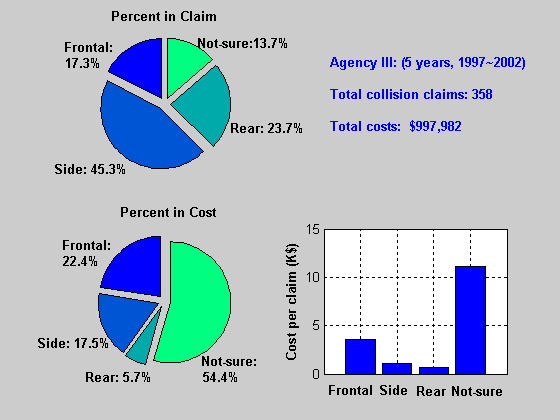 Percent in Claim
Frontal:
17.3%
Not-sure:13.7%
Rear: 23.7%
Side: 45.3%
Agency III: (5 years, 1997~2002)
Total collision claims: 358
Total costs:  $997,982
Percent in Cost
Frontal:
22.4%
Side: 17.5%
Rear: 5.7%
Not-sure:
54.4%
Cost per claim (K$)
15
10
5
0
Frontal Side Rear Not-sure